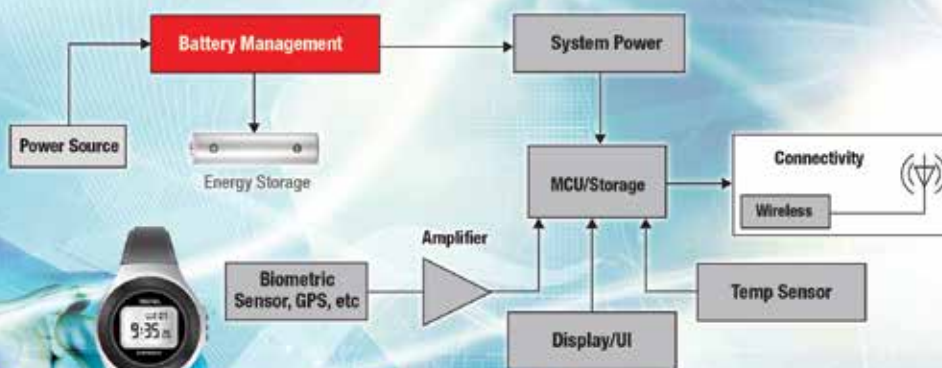 Battery Management
System Power
Power Source
Energy Storage
MCU/Storage
Connectivity
Wireless
Amplifier
Biometric
Sensor, GPS, etc
Temp Sensor
Display/UI
9:35